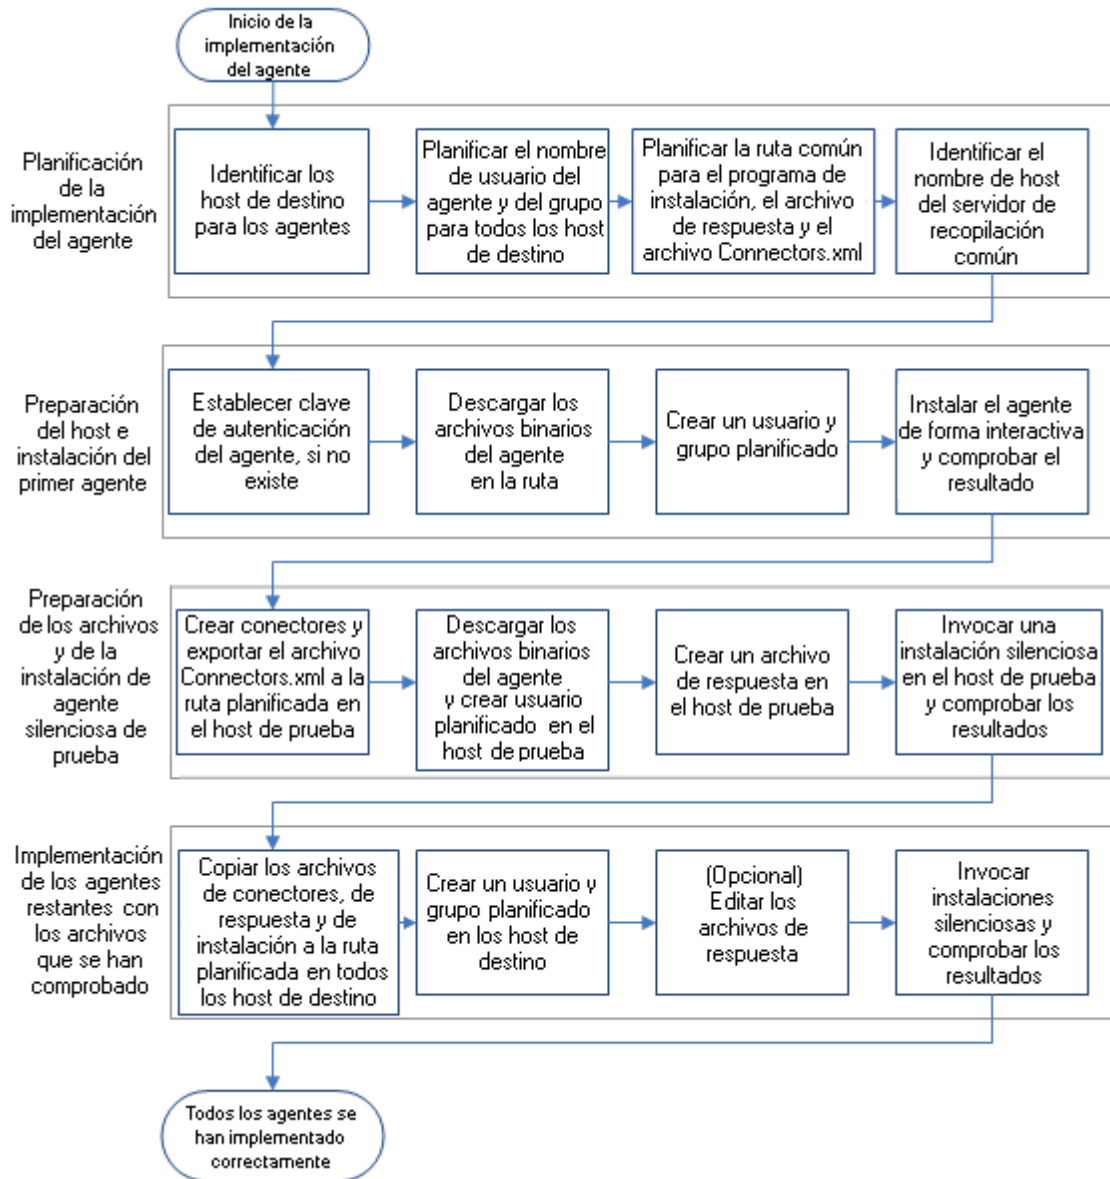 Inicio de la
implementación
del agente
Planificación
de la
implementación
del agente
Identificar los
host de destino
para los agentes
Planificar el nombre
de usuario del
agente y del grupo
para todos los host
de destino
Planificar la ruta común
para el programa de
instalación, el archivo
de respuesta y el
archivo Connectors.xml
Identificar el
nombre de host
del servidor de
recopilación
común
Preparación
del host e
instalación del
primer agente
Establecer clave
de autenticación
del agente, si no
existe
Descargar los
archivos binarios
del agente
en la ruta
Crear un usuario y
grupo planificado
Instalar el agente
de forma interactiva
y comprobar el
resultado
Preparación
de los archivos
y de la
instalación de
agente
silenciosa de
prueba
Crear conectores y
exportar el archivo
Connectors.xml a la
ruta planificada en
el host de prueba
Descargar los
archivos binarios
del agente
y crear usuario
planificado en el
host de prueba
Crear un archivo
de respuesta en
el host de prueba
Invocar una
instalación silenciosa
en el host de prueba
y comprobar los
resultados
Implementación
de los agentes
restantes con
los archivos
que se han
comprobado
Copiar los archivos
de conectores, de
respuesta y de
instalación a la ruta
planificada en todos
los host de destino
Crear un usuario y
grupo planificado
en los host de
destino
(Opcional)
Editar los
archivos de
respuesta
Invocar
instalaciones
silenciosas y
comprobar los
resultados
Todos los agentes se
han implementado
correctamente